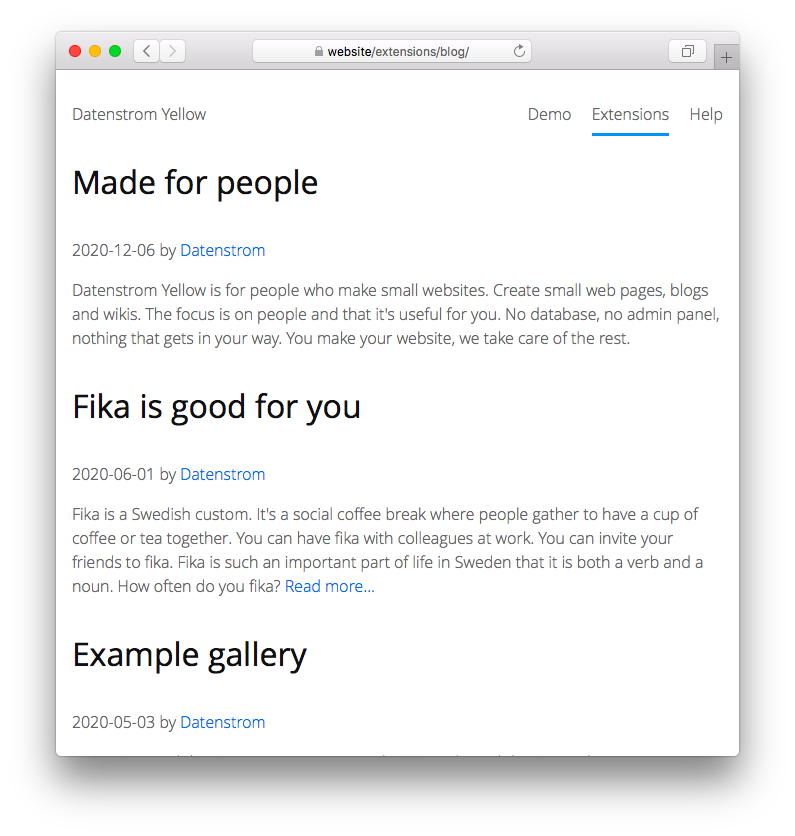 website/extensions/blog/
Datenstrom Yellow Demo Extensions Help
Made for people
2020-12-06 by Datenstrom
Datenstrom Yellow is for people who make small websites. Create small web pages, blogs
and wikis. The focus is on people and that it's useful for you. No database, no admin panel,
nothing that gets in your way. You make your website, we take care of the rest.
Fika is good for you
2020-06-01 by Datenstrom
Fika is a Swedish custom. It's a social coffee break where people gather to have a cup of
coffee or tea together. You can have fika with colleagues at work. You can invite your
friends to fika. Fika is such an important part of life in Sweden that it is both a verb and a
noun. How often do you fika? Read more...
Example gallery
2020-05-03 by Datenstrom